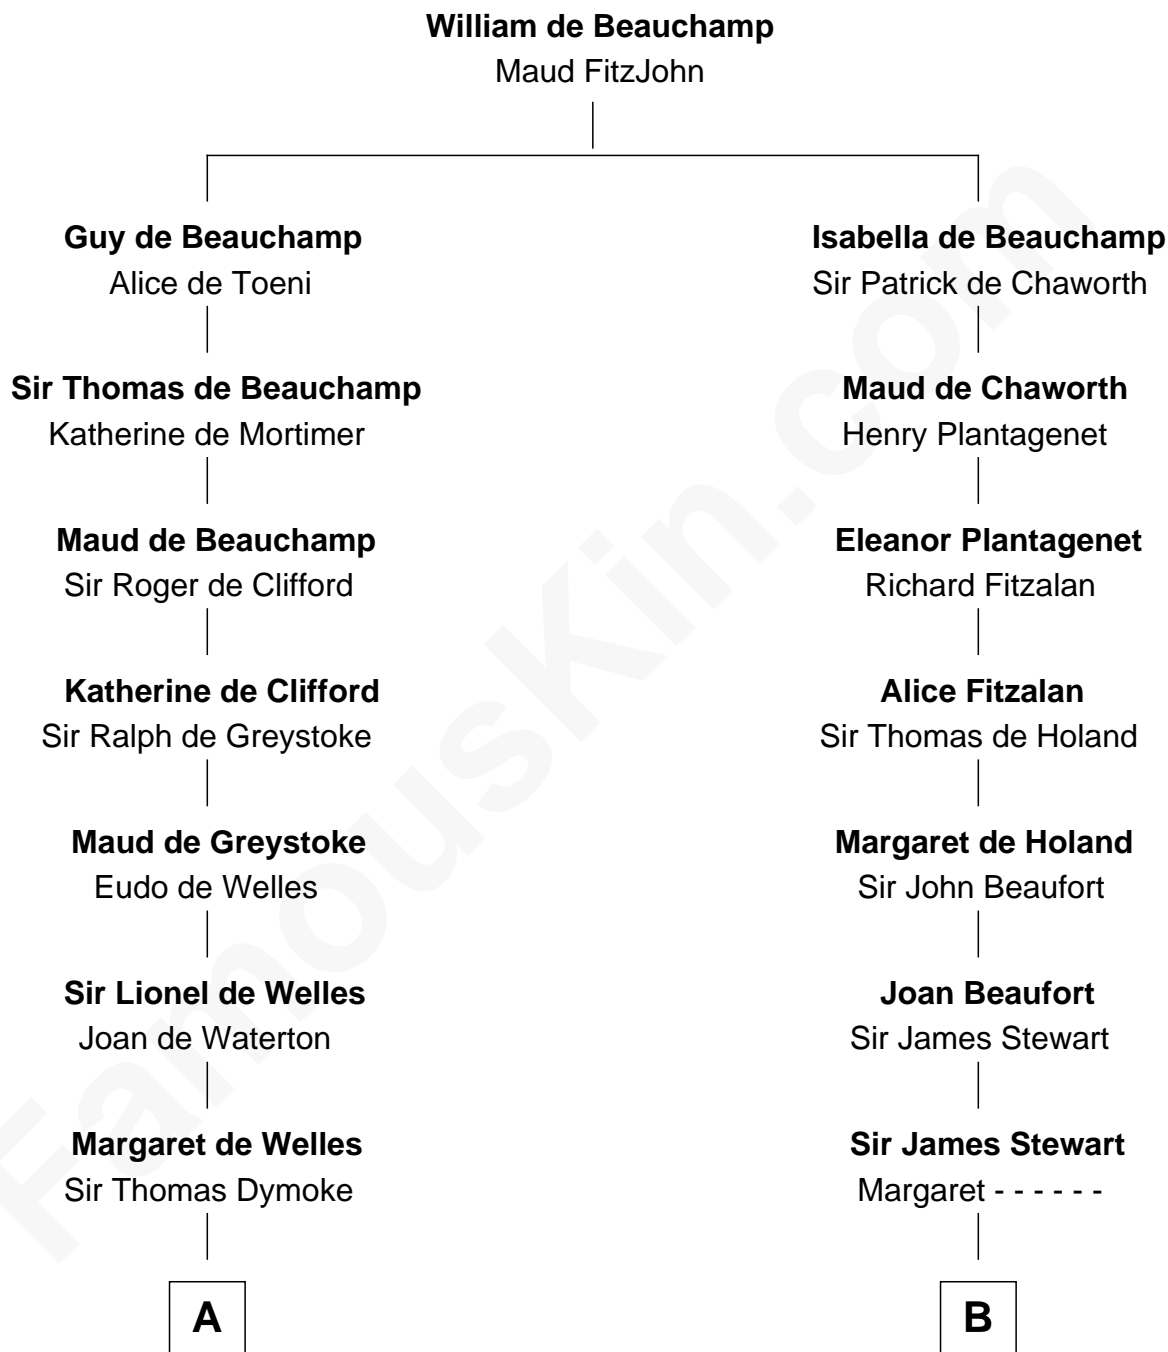 William de Beauchamp
Maud FitzJohn
Guy de Beauchamp
Alice de Toeni
Sir Thomas de Beauchamp
Katherine de Mortimer
Maud de Beauchamp
Sir Roger de Clifford
Katherine de Clifford
Sir Ralph de Greystoke
Maud de Greystoke
Eudo de Welles
Sir Lionel de Welles
Joan de Waterton
Margaret de Welles
Sir Thomas Dymoke
A
Isabella de Beauchamp
Sir Patrick de Chaworth
Maud de Chaworth
Henry Plantagenet
Eleanor Plantagenet
Richard Fitzalan
Alice Fitzalan
Sir Thomas de Holand
Margaret de Holand
Sir John Beaufort
Joan Beaufort
Sir James Stewart
Sir James Stewart
Margaret - - - - - -
B
FamousKin.com